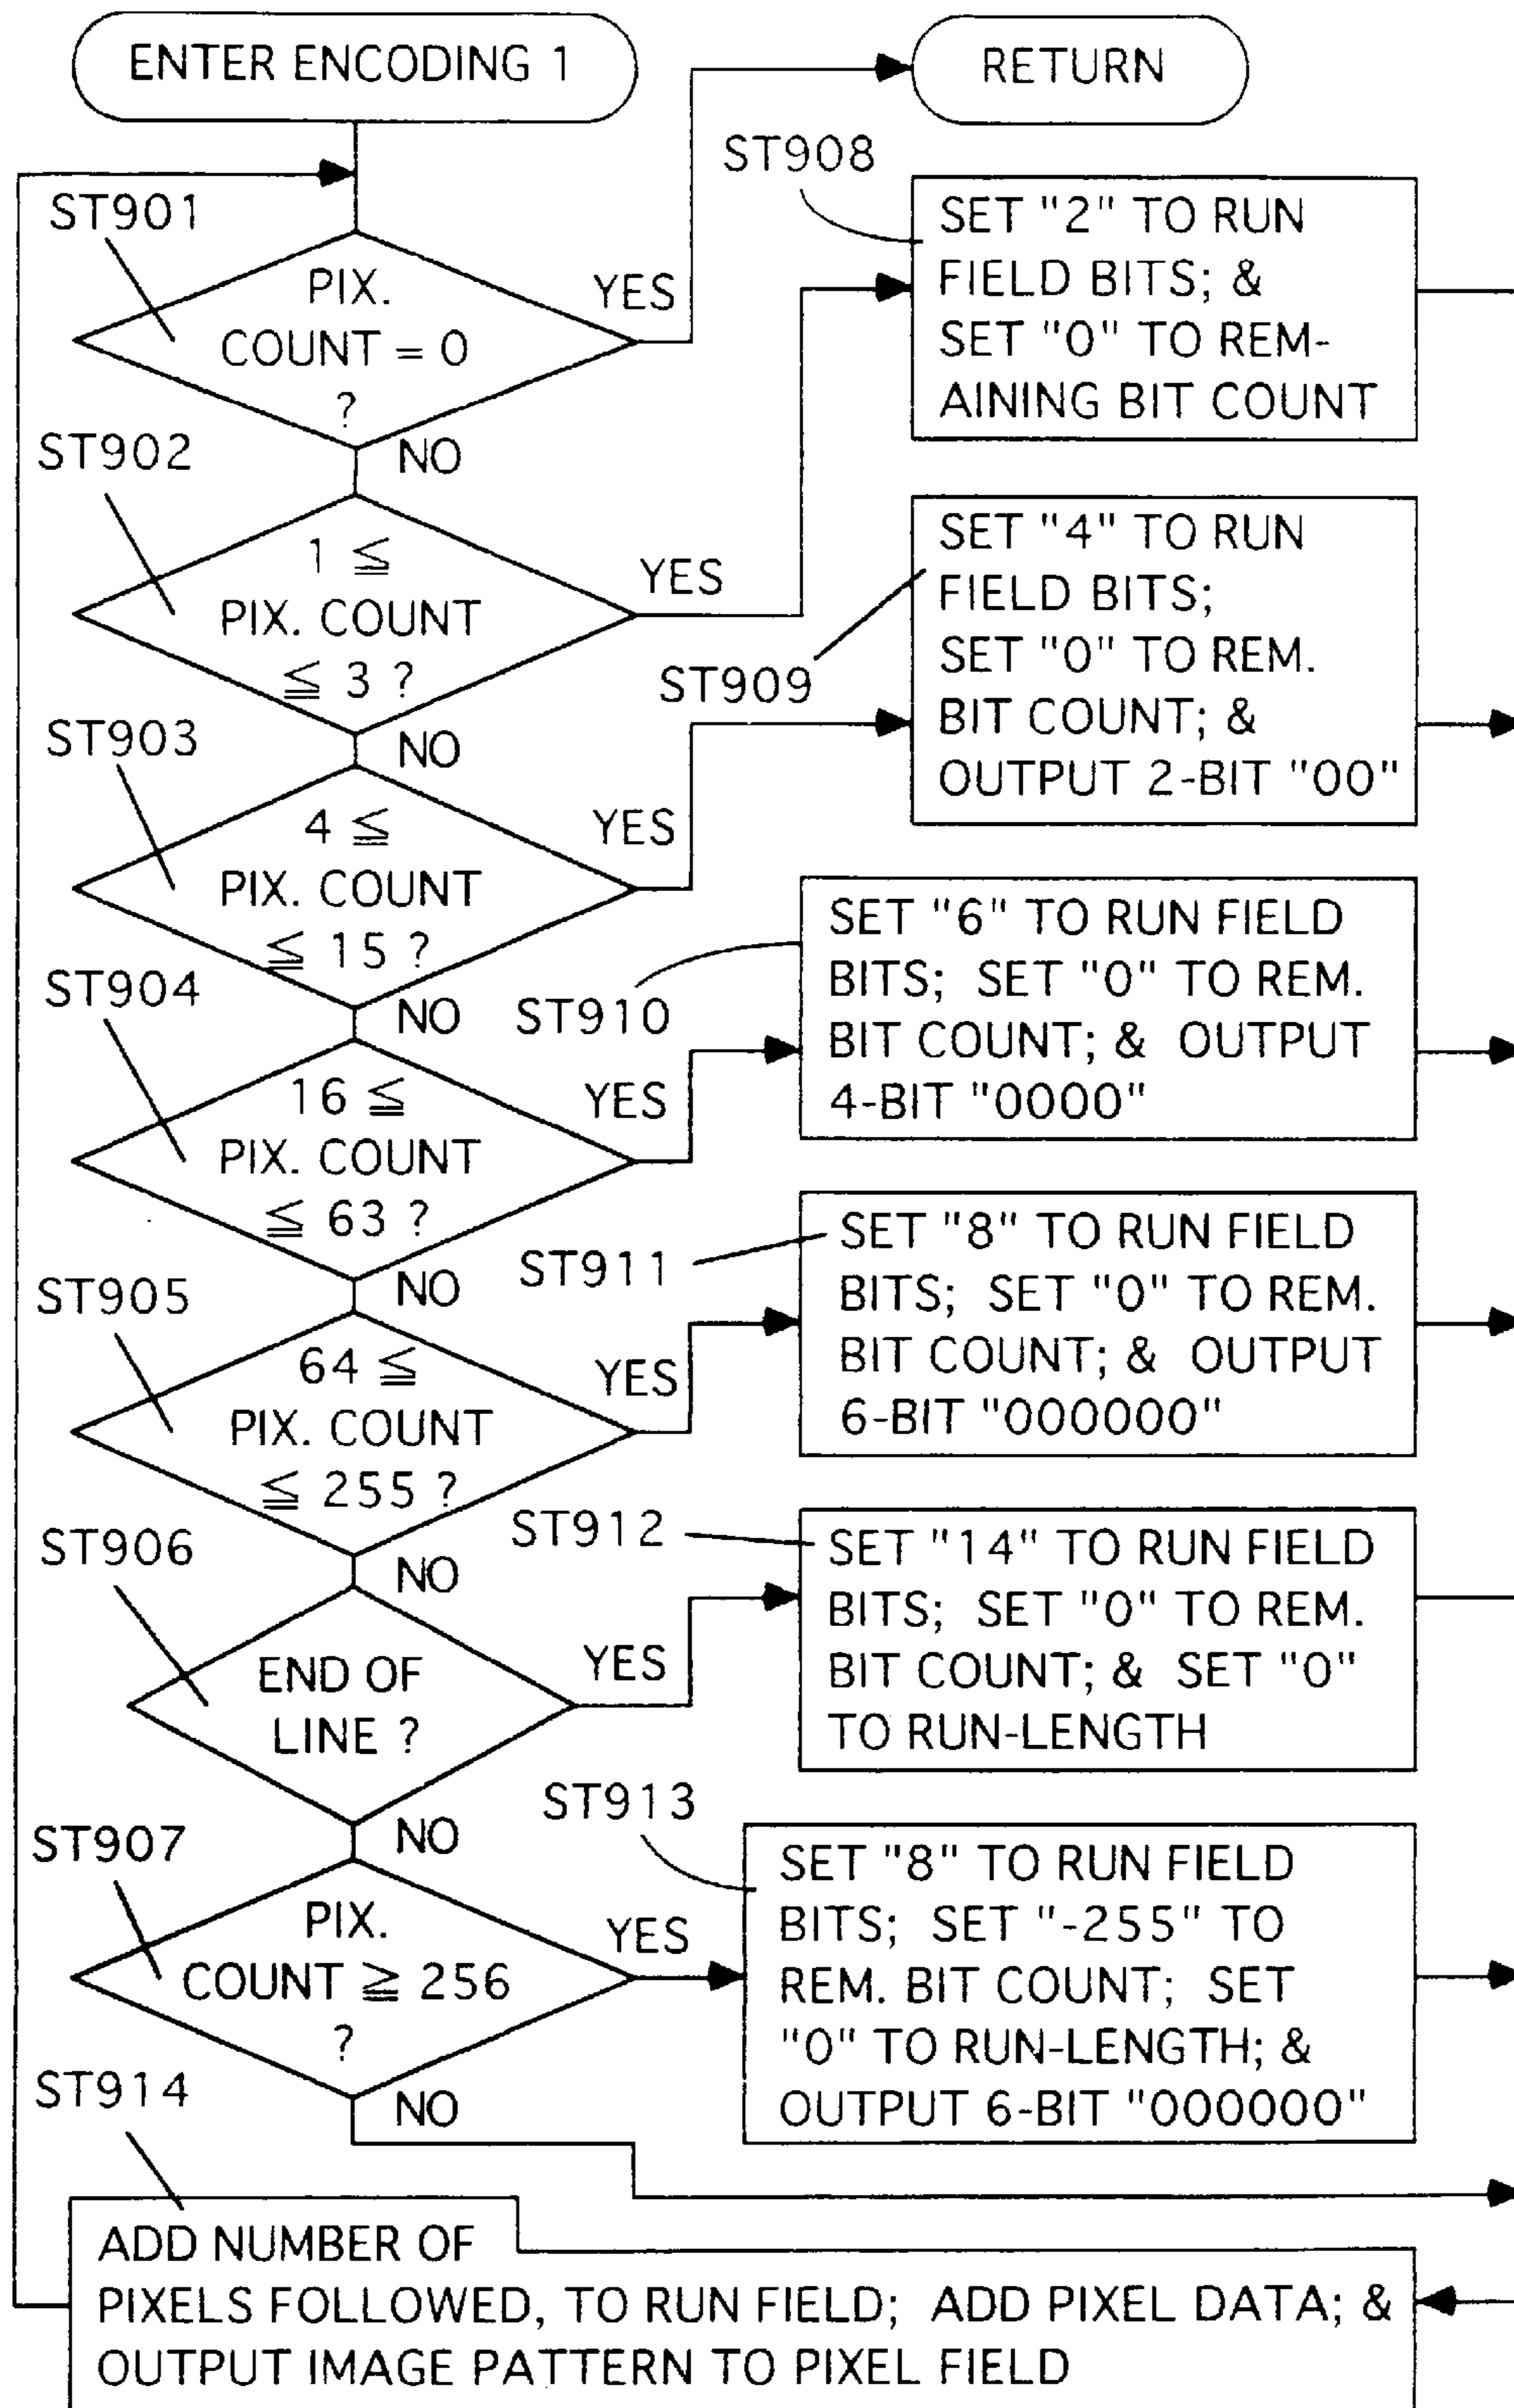 ENTER ENCODING 1
RETURN
ST901
PIX.
COUNT = 0
?
YES
NO
ST908
SET "2" TO RUN
FIELD BITS; &
SET "0" TO REM-
AINING BIT COUNT
ST902
1 ≦
PIX. COUNT
≦ 3 ?
YES
NO
ST909
SET "4" TO RUN
FIELD BITS;
SET "0" TO REM.
BIT COUNT; &
OUTPUT 2-BIT "00"
ST903
4 ≦
PIX. COUNT
≦ 15 ?
YES
NO
ST910
SET "6" TO RUN FIELD
BITS; SET "0" TO REM.
BIT COUNT; & OUTPUT
4-BIT "0000"
ST904
16 ≦
PIX. COUNT
≦ 63 ?
YES
NO
ST911
SET "8" TO RUN FIELD
BITS; SET "0" TO REM.
BIT COUNT; & OUTPUT
6-BIT "000000"
ST905
64 ≦
PIX. COUNT
≦ 255 ?
YES
NO
ST912
SET "14" TO RUN FIELD
BITS; SET "0" TO REM.
BIT COUNT; & SET "0"
TO RUN-LENGTH
ST906
END OF
LINE ?
YES
NO
ST913
SET "8" TO RUN FIELD
BITS; SET "-255" TO
REM. BIT COUNT; SET
"0" TO RUN-LENGTH; &
OUTPUT 6-BIT "000000"
ST907
PIX.
COUNT ≧ 256
?
YES
NO
ST914
ADD NUMBER OF
PIXELS FOLLOWED, TO RUN FIELD; ADD PIXEL DATA; &
OUTPUT IMAGE PATTERN TO PIXEL FIELD